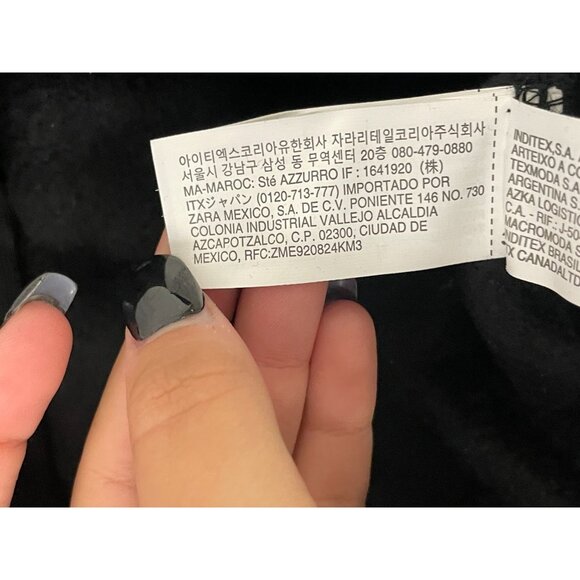 아이티엑스코리아유한회사 자라리테일코리아주식회사
서울시 강남구 삼성 동 무역센터 20층 080-479-0880
MA-MAROC: Sté AZZURRO IF : 1641920 (株)
ITXジャパン (0120-713-777) IMPORTADO POR
ZARA MEXICO, S.A. DE C.V. PONIENTE 146 NO. 730
COLONIA INDUSTRIAL VALLEJO ALCALDIA
AZCAPOTZALCO, C.P. 02300, CIUDAD DE
MEXICO, RFC:ZME920824KM3
INDITEX,S.A.
ARTEIXO A CO
TEXMODA S.A
ARGENTINA S
AZKA LOGIST
C.A. - RIF: J-50
MACROMODA S
INDITEX BRASIL
X CANADALTD